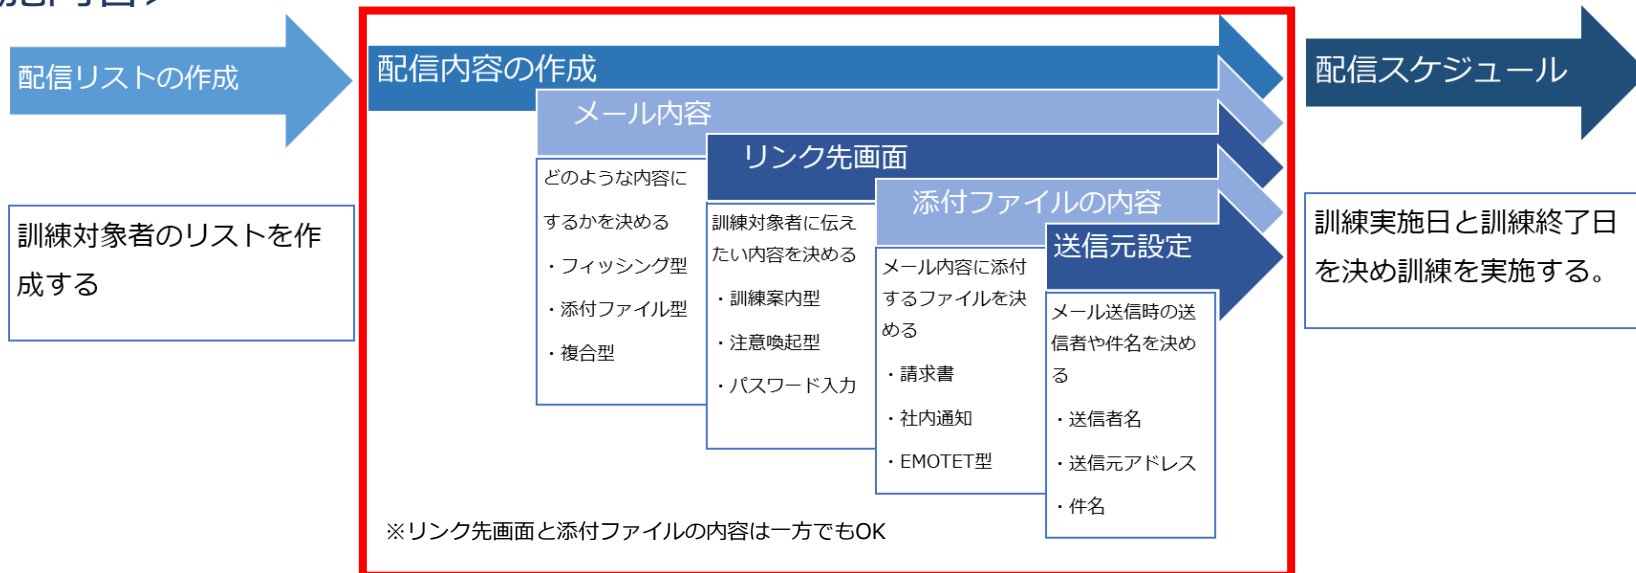 配信リストの作成
訓練対象者のリストを作
成する
配信内容の作成
メール内容
どのような内容に
するかを決める
・フィッシング型
・添付ファイル型
・複合型
リンク先画面
訓練対象者に伝え
たい内容を決める
・訓練案内型
・注意喚起型
・パスワード入力
添付ファイルの内容
メール内容に添付
するファイルを決
める
・請求書
・社内通知
・EMOTET型
送信元設定
メール送信時の送
信者や件名を決め
る
・送信者名
・送信元アドレス
・件名
※リンク先画面と添付ファイルの内容は一方でもOK
配信スケジュール
訓練実施日と訓練終了日
を決め訓練を実施する。